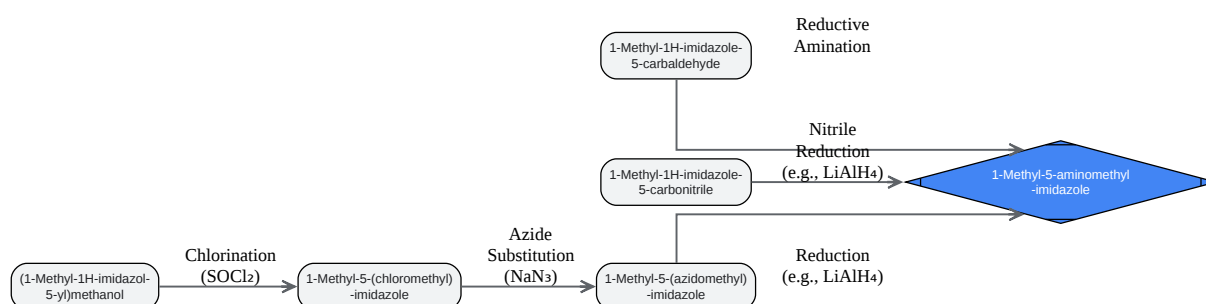 Reductive
Amination
1-Methyl-1H-imidazole-
5-carbaldehyde
Nitrile
Reduction
(e.g., LiAlH₄)
1-Methyl-1H-imidazole-
5-carbonitrile
1-Methyl-5-aminomethyl
-imidazole
Chlorination
(SOCl₂)
Azide
Substitution
(NaN₃)
Reduction
(e.g., LiAlH₄)
(1-Methyl-1H-imidazol-
5-yl)methanol
1-Methyl-5-(chloromethyl)
-imidazole
1-Methyl-5-(azidomethyl)
-imidazole